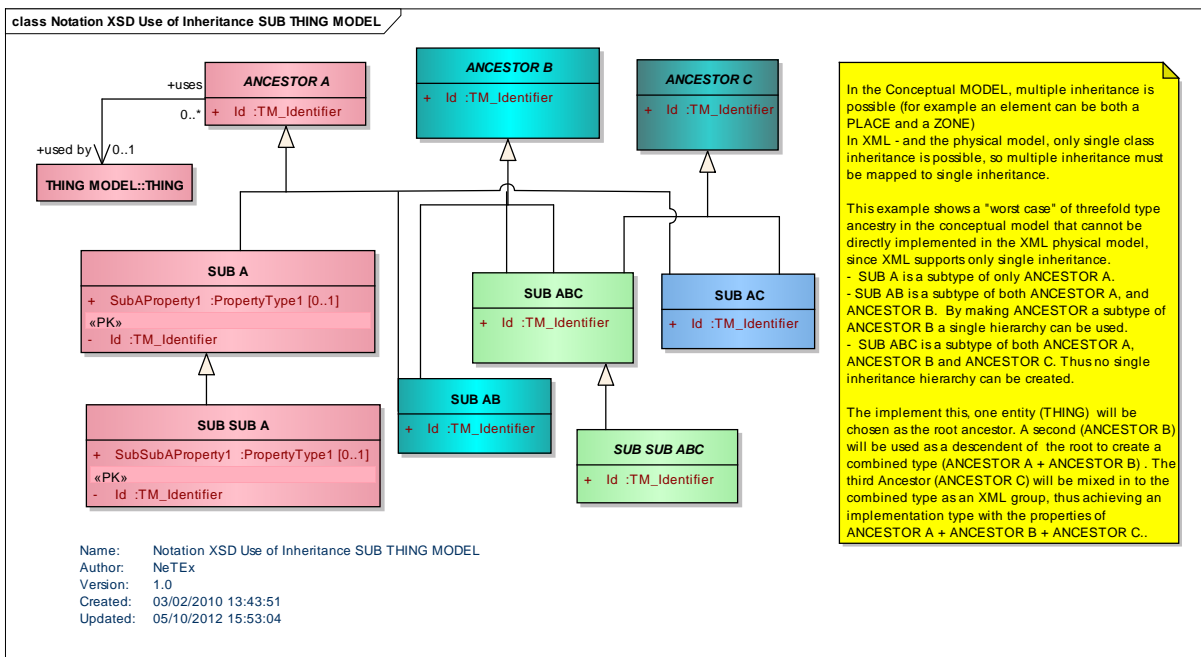 class Notation XSD Use of Inheritance SUB THING MODEL
ANCESTOR A
+ Id :TM_Identifier
ANCESTOR B
+ Id :TM_Identifier
ANCESTOR C
+ Id :TM_Identifier
+uses
0..*
+used by
0..1
THING MODEL::THING
SUB A
+ SubAProperty1 :PropertyType1 [0..1]
«PK»
- Id :TM_Identifier
SUB ABC
+ Id :TM_Identifier
SUB AC
+ Id :TM_Identifier
SUB AB
+ Id :TM_Identifier
SUB SUB A
+ SubSubAProperty1 :PropertyType1 [0..1]
«PK»
- Id :TM_Identifier
SUB SUB ABC
+ Id :TM_Identifier
In the Conceptual MODEL, multiple inheritance is
possible (for example an element can be both a
PLACE and a ZONE)
In XML - and the physical model, only single class
inheritance is possible, so multiple inheritance must
be mapped to single inheritance.
This example shows a "worst case" of threefold type
ancestry in the conceptual model that cannot be
directly implemented in the XML physical model,
since XML supports only single inheritance.
- SUB A is a subtype of only ANCESTOR A.
- SUB AB is a subtype of both ANCESTOR A, and
ANCESTOR B. By making ANCESTOR a subtype of
ANCESTOR B a single hierarchy can be used.
- SUB ABC is a subtype of both ANCESTOR A,
ANCESTOR B and ANCESTOR C. Thus no single
inheritance hierarchy can be created.
The implement this, one entity (THING) will be
chosen as the root ancestor. A second (ANCESTOR B)
will be used as a descendent of the root to create a
combined type (ANCESTOR A + ANCESTOR B) . The
third Ancestor (ANCESTOR C) will be mixed in to the
combined type as an XML group, thus achieving an
implementation type with the properties of
ANCESTOR A + ANCESTOR B + ANCESTOR C..
Name: Notation XSD Use of Inheritance SUB THING MODEL
Author: NeTEx
Version: 1.0
Created: 03/02/2010 13:43:51
Updated: 05/10/2012 15:53:04